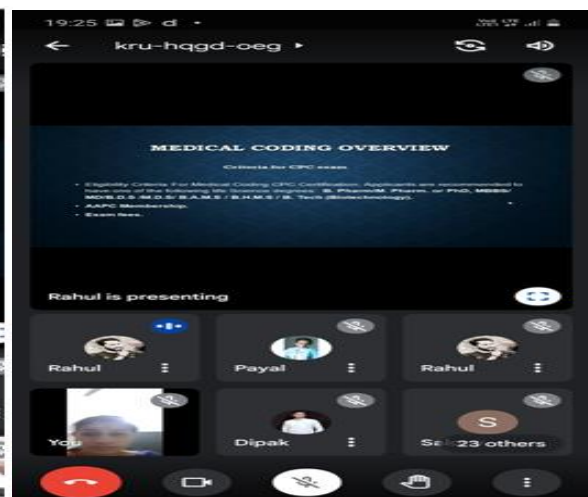 19:25
VoLTE LTE
kru-hqgd-oeg
MEDICAL CODING OVERVIEW
Criteria for CPC exam
• Eligibility Criteria For Medical Coding CPC Certification: Applicants are recommended to
have one of the following life Science degrees: B. Pharm/M. Pharm. or PhD, MBBS/
MD/B.D.S /M.D.S/ B.A.M.S / B.H.M.S / B. Tech (Biotechnology).
• AAPC Membership.
• Exam fees.
Rahul is presenting
Rahul
Payal
Rahul
You
Dipak
S
23 others